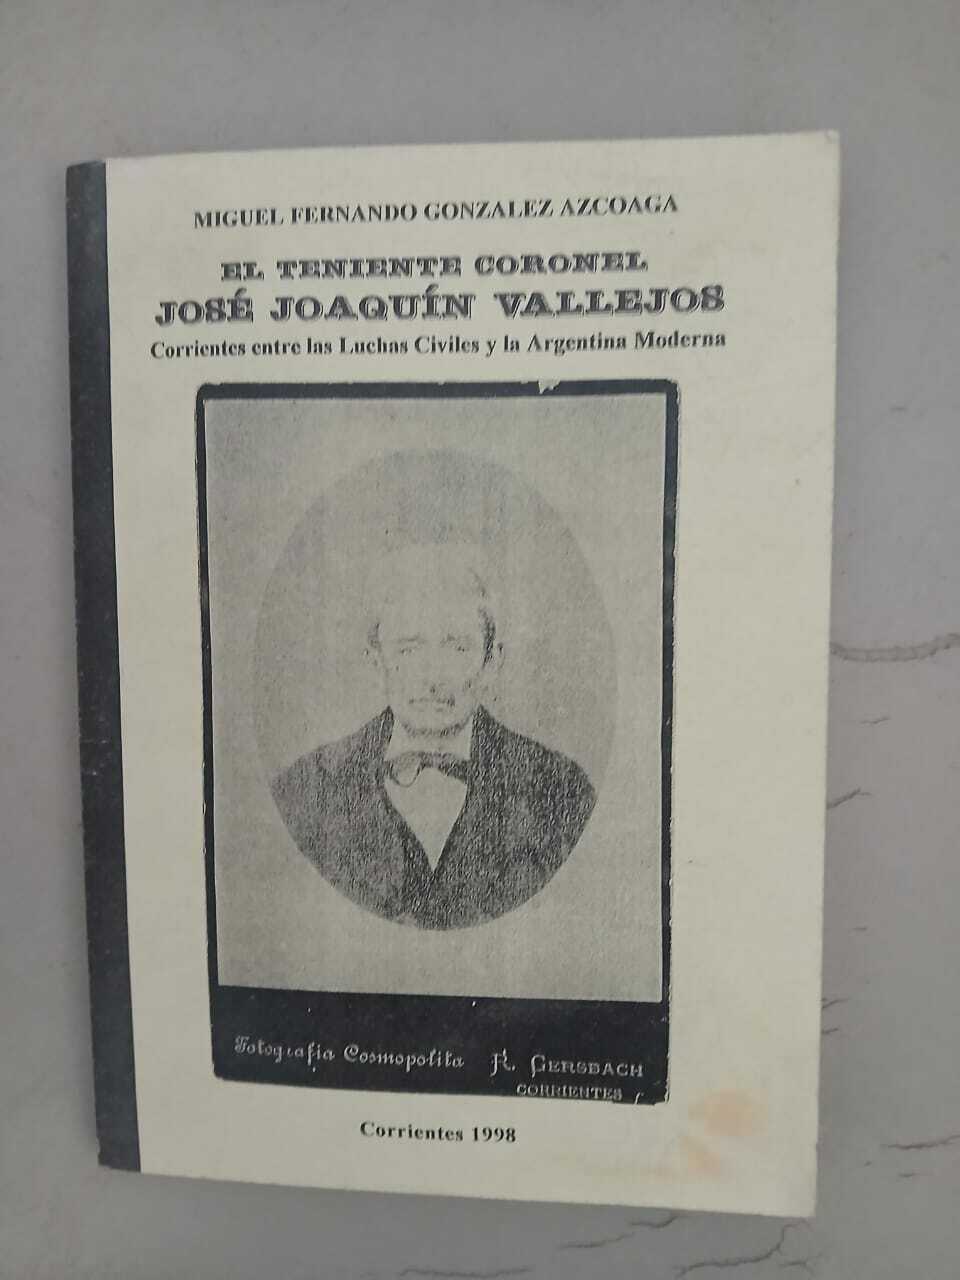 MIGUEL FERNANDO GONZALEZ AZCOAGA
EL TENIENTE CORONEL
JOSÉ JOAQUÍN VALLEJOS
Corrientes entre las Luchas Civiles y la Argentina Moderna
Fotografia Cosmopolita R. GERSBACH
CORRIENTES
Corrientes 1998